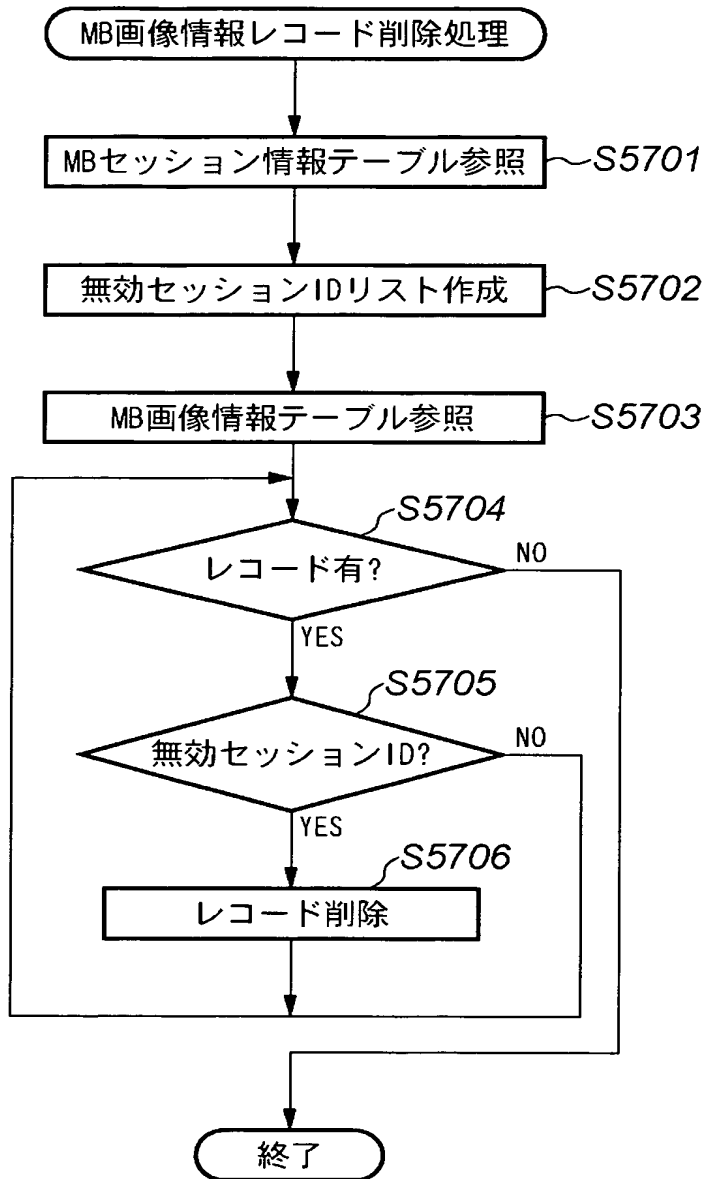 MB画像情報レコード削除処理
MBセッション情報テーブル参照
S5701
無効セッションIDリスト作成
S5702
MB画像情報テーブル参照
S5703
S5704
レコード有?
NO
YES
S5705
無効セッションID?
NO
YES
S5706
レコード削除
終了